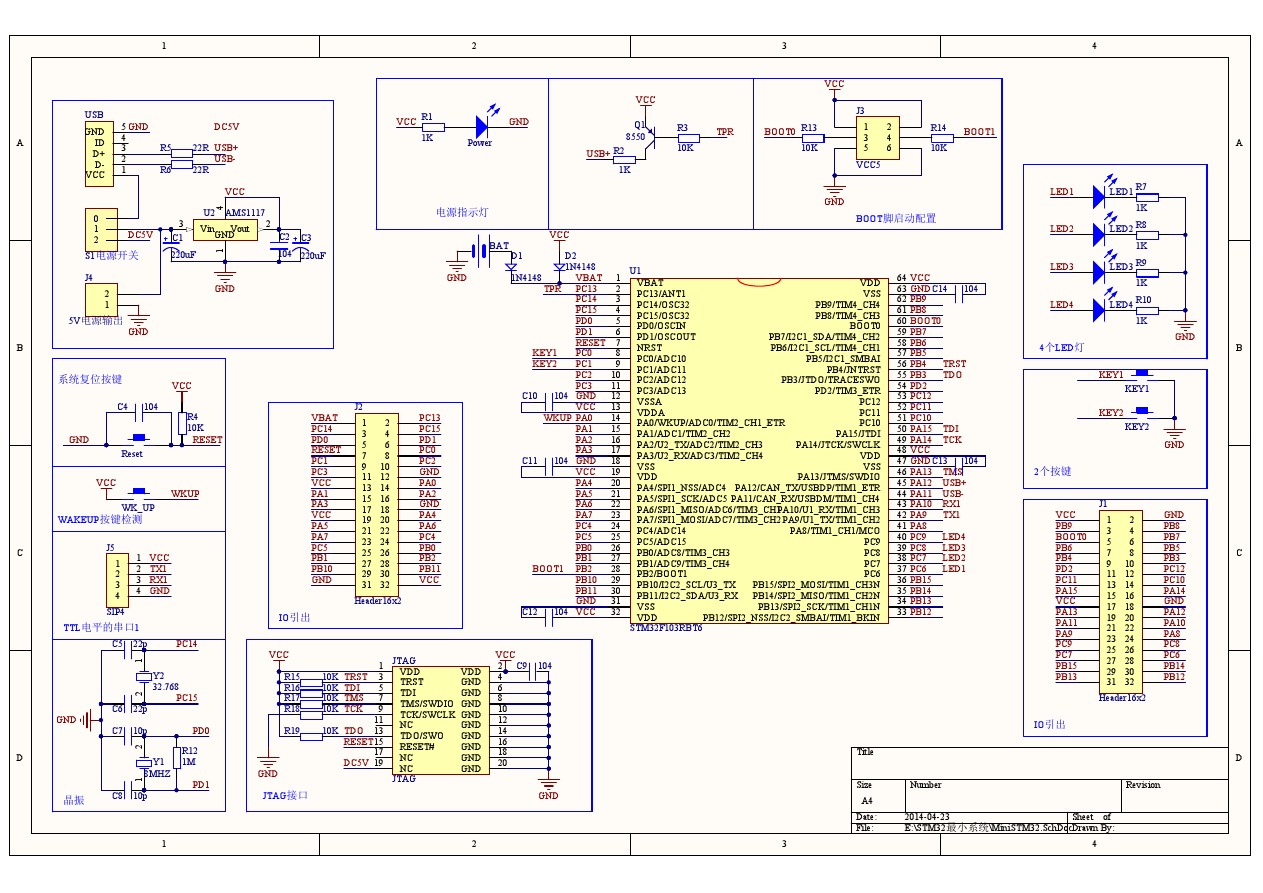 1 2 3 4
A
B
C
D
USB
GND 5 GND DC5V
ID 4
D+ 3 R5 22R USB+
D- 2 R6 22R USB-
VCC 1
VCC
U2 AMS1117
4
3 Vin Vout 2
GND
1
0
1
2 DC5V
S1电源开关
C1
220uF
C2
104
C3
220uF
GND
J4
2
1
5V电源输出
GND
VCC R1 GND
1K Power
电源指示灯
VCC
Q1
8550
R3
10K
TPR
USB+ R2
1K
VCC
J3
BOOT0 R13 1 2 R14 BOOT1
10K 3 4 10K
5 6
VCC5
GND
BOOT脚启动配置
LED1 LED1 R7
1K
LED2 LED2 R8
1K
LED3 LED3 R9
1K
LED4 LED4 R10
1K
GND
4个LED灯
KEY1
KEY1
KEY2
KEY2
GND
2个按键
系统复位按键
VCC
C4 104
R4
10K
GND RESET
Reset
VCC
WKUP
WK_UP
WAKEUP按键检测
J5
1 1 VCC
2 2 TX1
3 3 RX1
4 4 GND
SIP4
TTL电平的串口1
C5 22p PC14
1
Y2
32.768
2
PC15
C6 22p
GND
C7 10p PD0
2
Y1
8MHZ
1
R12
1M
PD1
C8 10p
晶振
BAT
GND
D1
1N4148
VCC
D2
1N4148
U1
VBAT 1 VBAT
TPR PC13 2 PC13/ANT1
PC14 3 PC14/OSC32
PC15 4 PC15/OSC32
PD0 5 PD0/OSCIN
PD1 6 PD1/OSCOUT
RESET 7 NRST
KEY1 PC0 8 PC0/ADC10
KEY2 PC1 9 PC1/ADC11
PC2 10 PC2/ADC12
PC3 11 PC3/ADC13
C10 104 GND 12 VSSA
VCC 13 VDDA
WKUP PA0 14 PA0/WKUP/ADC0/TIM2_CH1_ETR
PA1 15 PA1/ADC1/TIM2_CH2
PA2 16 PA2/U2_TX/ADC2/TIM2_CH3
PA3 17 PA3/U2_RX/ADC3/TIM2_CH4
C11 104 GND 18 VSS
VCC 19 VDD
PA4 20 PA4/SPI1_NSS/ADC4
PA5 21 PA5/SPI1_SCK/ADC5
PA6 22 PA6/SPI1_MISO/ADC6/TIM3_CH1
PA7 23 PA7/SPI1_MOSI/ADC7/TIM3_CH2
PC4 24 PC4/ADC14
PC5 25 PC5/ADC15
PB0 26 PB0/ADC8/TIM3_CH3
PB1 27 PB1/ADC9/TIM3_CH4
BOOT1 PB2 28 PB2/BOOT1
PB10 29 PB10/I2C2_SCL/U3_TX
PB11 30 PB11/I2C2_SDA/U3_RX
C12 104 GND 31 VSS
VCC 32 VDD
VDD 64 VCC
VSS 63 GND C14 104
PB9/TIM4_CH4 62 PB9
PB8/TIM4_CH3 61 PB8
BOOT0 60 BOOT0
PB7/I2C1_SDA/TIM4_CH2 59 PB7
PB6/I2C1_SCL/TIM4_CH1 58 PB6
PB5/I2C1_SMBAI 57 PB5
PB4/JNTRST 56 PB4 TRST
PB3/JTDO/TRACESWO 55 PB3 TDO
PD2/TIM3_ETR 54 PD2
PC12 53 PC12
PC11 52 PC11
PC10 51 PC10
PA15/JTDI 50 PA15 TDI
PA14/JTCK/SWCLK 49 PA14 TCK
VDD 48 VCC
VSS 47 GND C13 104
PA13/JTMS/SWDIO 46 PA13 TMS
PA12/CAN_TX/USBDP/TIM1_ETR 45 PA12 USB+
PA11/CAN_RX/USBDM/TIM1_CH4 44 PA11 USB-
PA10/U1_RX/TIM1_CH3 43 PA10 RX1
PA9/U1_TX/TIM1_CH2 42 PA9 TX1
PA8/TIM1_CH1/MCO 41 PA8
PC9 40 PC9 LED4
PC8 39 PC8 LED3
PC7 38 PC7 LED2
PC6 37 PC6 LED1
PB15/SPI2_MOSI/TIM1_CH3N 36 PB15
PB14/SPI2_MISO/TIM1_CH2N 35 PB14
PB13/SPI2_SCK/TIM1_CH1N 34 PB13
PB12/SPI2_NSS/I2C2_SMBAI/TIM1_BKIN 33 PB12
STM32F103RBT6
J2
VBAT 1 2 PC13
PC14 3 4 PC15
PD0 5 6 PD1
RESET 7 8 PC0
PC1 9 10 PC2
PC3 11 12 GND
VCC 13 14 PA0
PA1 15 16 PA2
PA3 17 18 GND
VCC 19 20 PA4
PA5 21 22 PA6
PA7 23 24 PC4
PC5 25 26 PB0
PB1 27 28 PB2
PB10 29 30 PB11
GND 31 32 VCC
Header16x2
IO引出
J1
VCC 1 2 GND
PB9 3 4 PB8
BOOT0 5 6 PB7
PB6 7 8 PB5
PB4 9 10 PB3
PD2 11 12 PC12
PC11 13 14 PC10
PA15 15 16 PA14
VCC 17 18 GND
PA13 19 20 PA12
PA11 21 22 PA10
PA9 23 24 PA8
PC9 25 26 PC8
PC7 27 28 PC6
PB15 29 30 PB14
PB13 31 32 PB12
Header16x2
IO引出
VCC JTAG VCC
1 VDD VDD 2 C9 104
R15 10K TRST 3 TRST GND 4
R16 10K TDI 5 TDI GND 6
R17 10K TMS 7 TMS/SWDIO GND 8
R18 10K TCK 9 TCK/SWCLK GND 10
11 NC GND 12
R19 10K TDO 13 TDO/SWO GND 14
RESET 15 RESET# GND 16
17 NC GND 18
DC5V 19 NC GND 20
JTAG
GND GND
JTAG接口
Title
Size Number Revision
A4
Date: 2014-04-23 Sheet of
File: E:\STM32最小系统\MiniSTM32.SchDoc Drawn By:
A
B
C
D
1 2 3 4